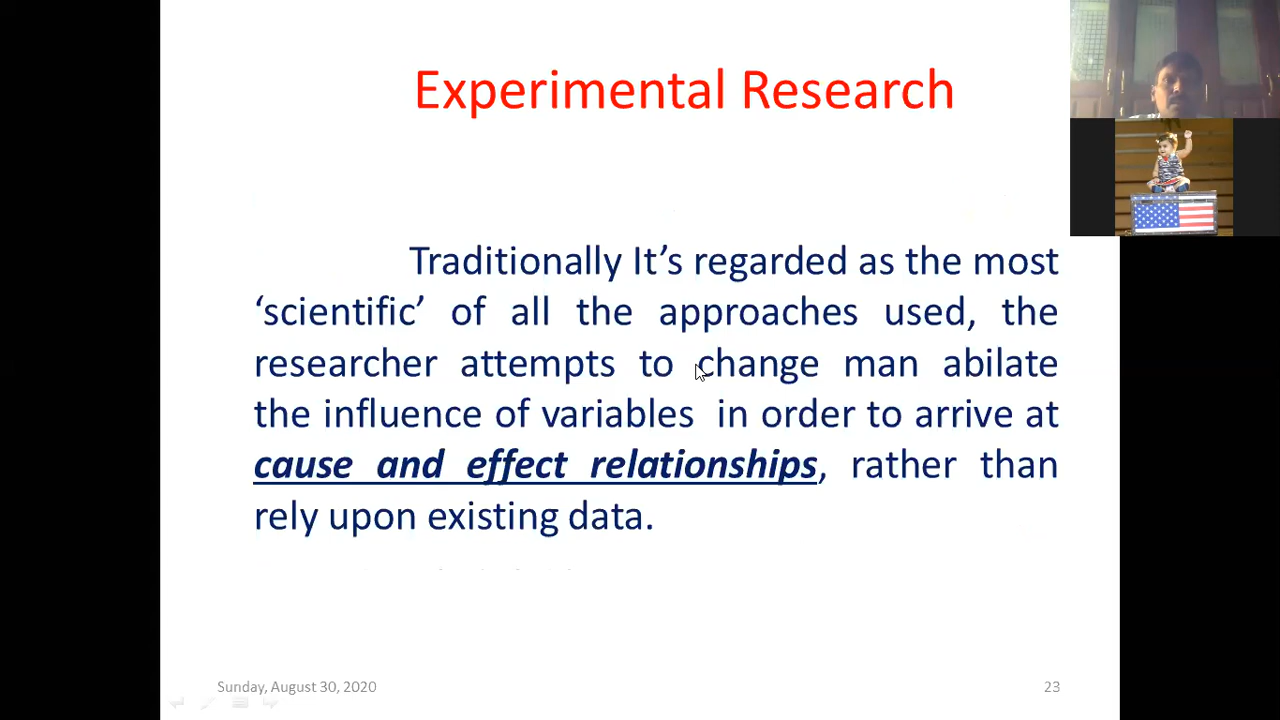 Experimental Research
Traditionally It’s regarded as the most
‘scientific’ of all the approaches used, the
researcher attempts to change man abilate
the influence of variables in order to arrive at
cause and effect relationships, rather than
rely upon existing data.
Sunday, August 30, 2020
23